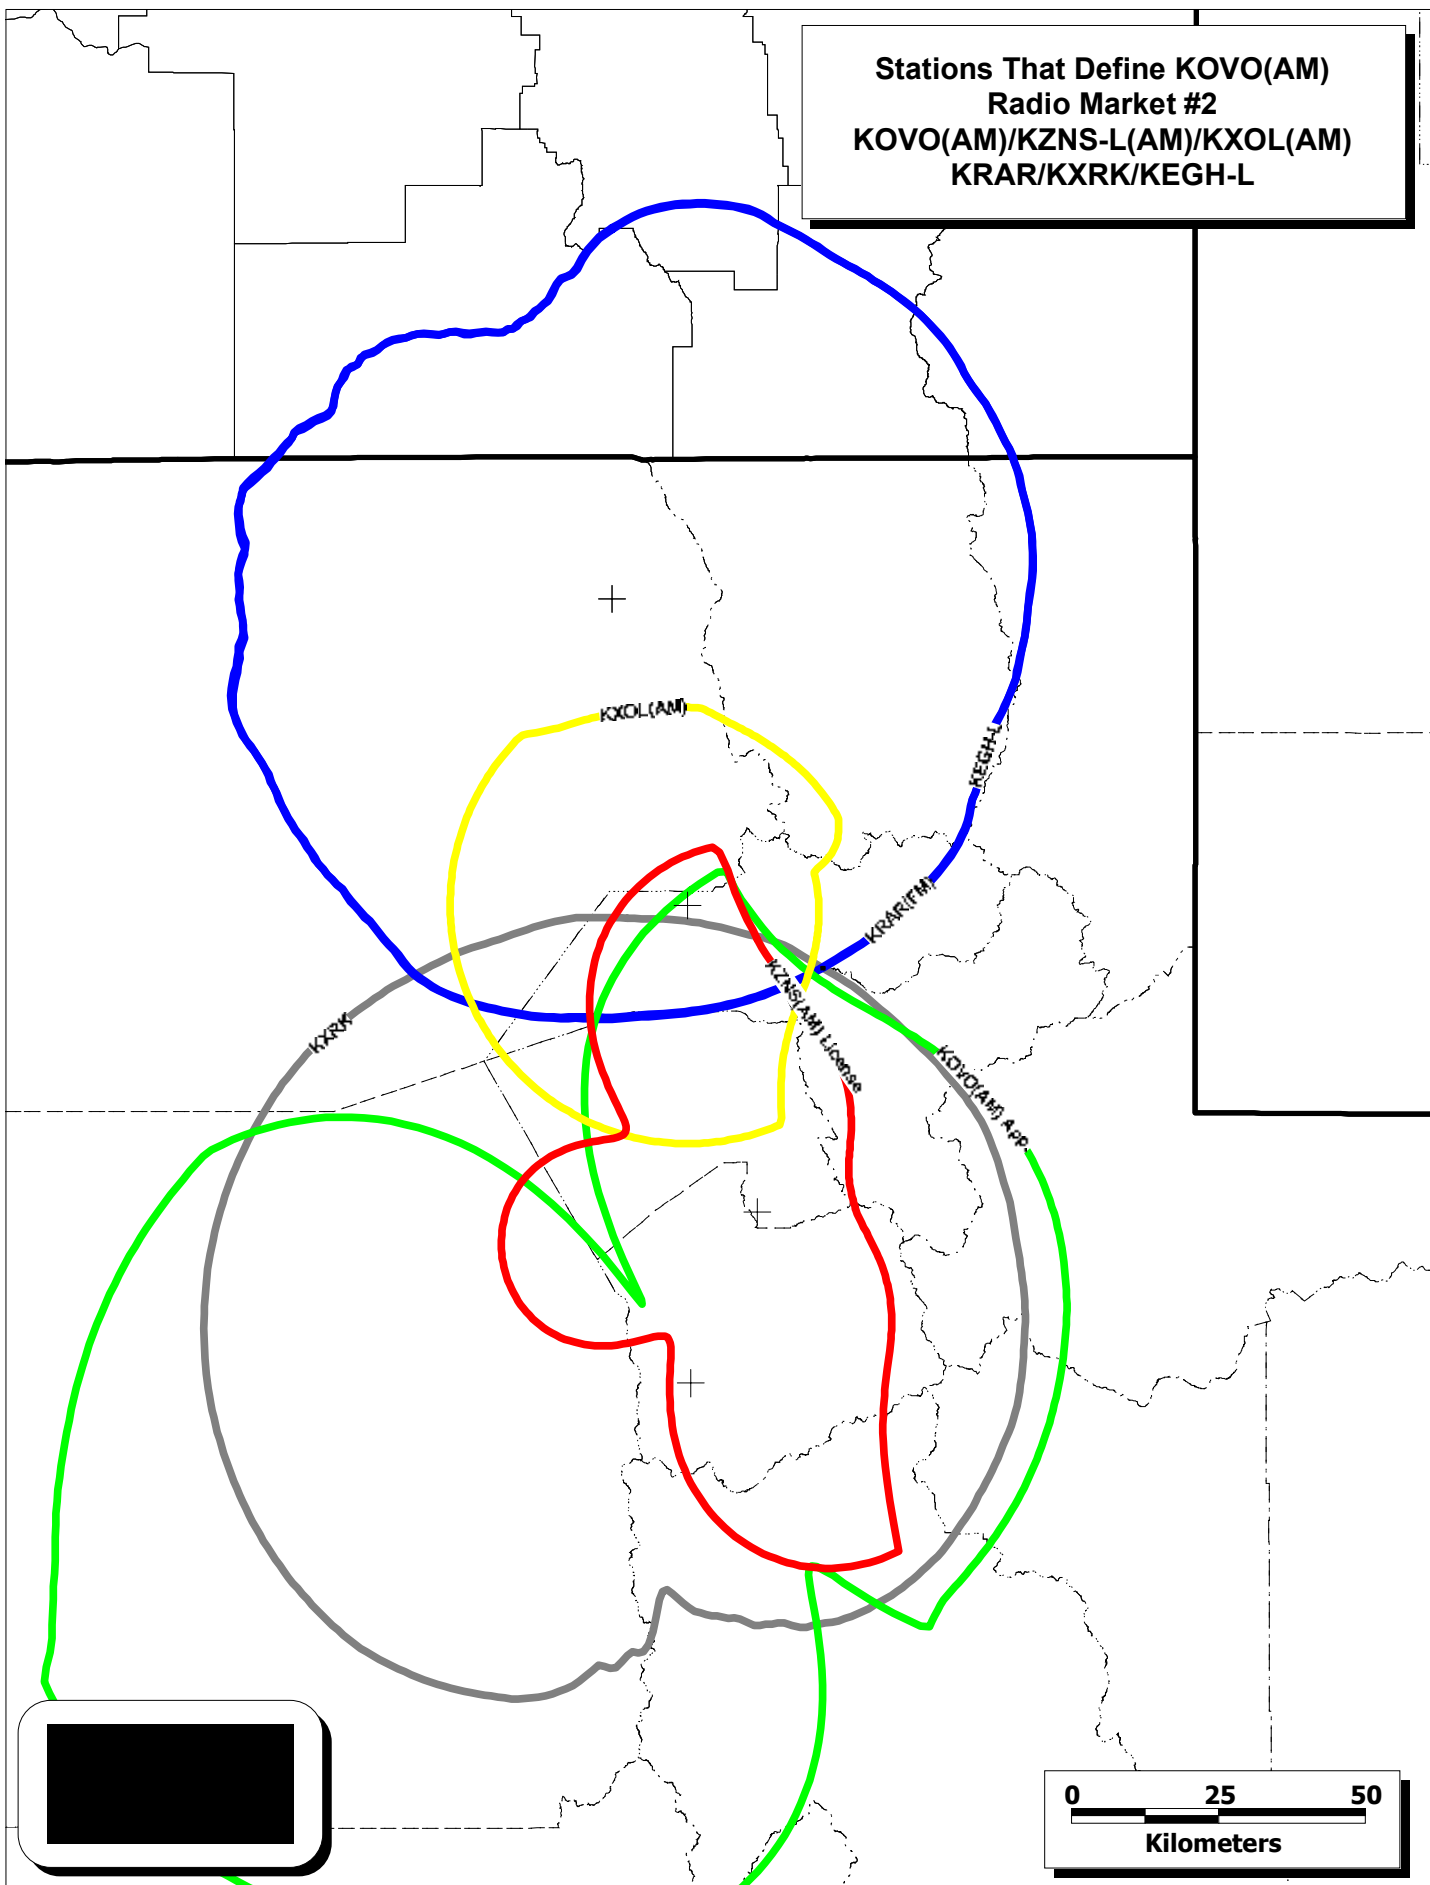 Stations That Define KOVO(AM)
Radio Market #2
KOVO(AM)/KZNS-L(AM)/KXOL(AM)
KRAR/KXRK/KEGH-L
KXOL(AM)
KEGH-L
KRAR(FM)
KZNS(AM) License
KXRK
KOVO(AM) App.
0 25 50
Kilometers